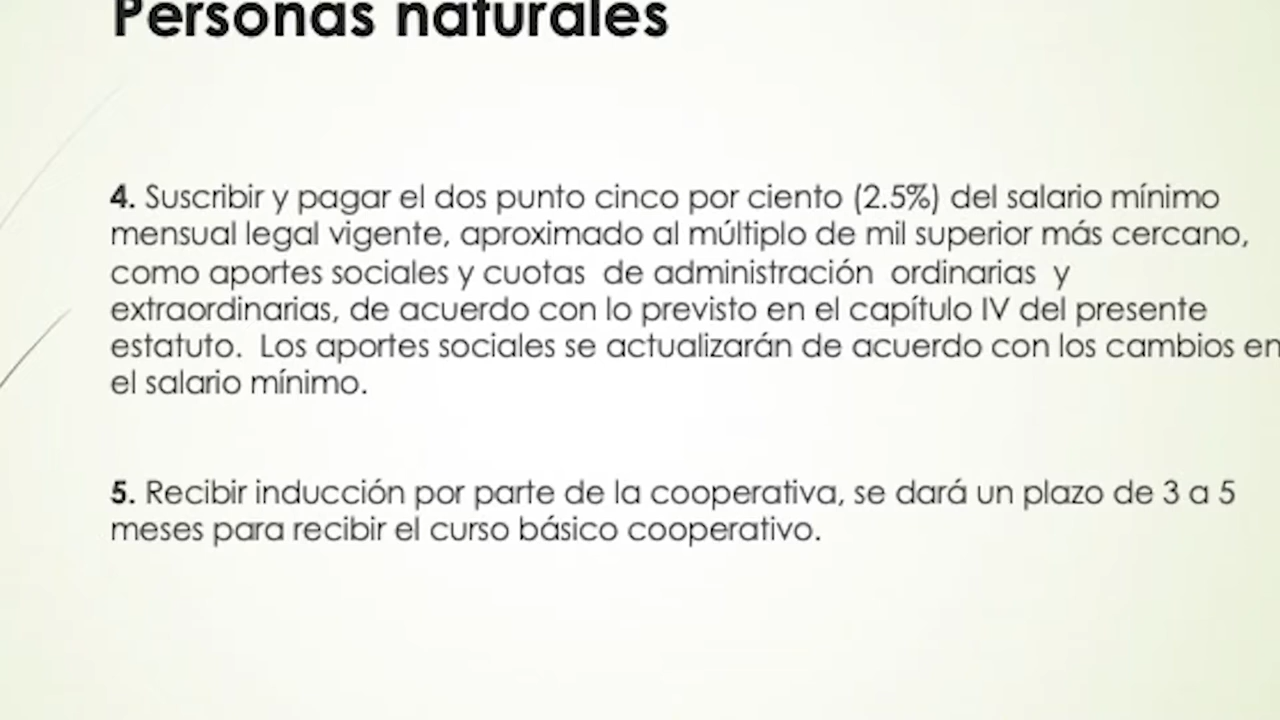 Personas naturales
4. Suscribir y pagar el dos punto cinco por ciento (2.5%) del salario mínimo
mensual legal vigente, aproximado al múltiplo de mil superior más cercano,
como aportes sociales y cuotas de administración ordinarias y
extraordinarias, de acuerdo con lo previsto en el capítulo IV del presente
estatuto. Los aportes sociales se actualizarán de acuerdo con los cambios en
el salario mínimo.
5. Recibir inducción por parte de la cooperativa, se dará un plazo de 3 a 5
meses para recibir el curso básico cooperativo.